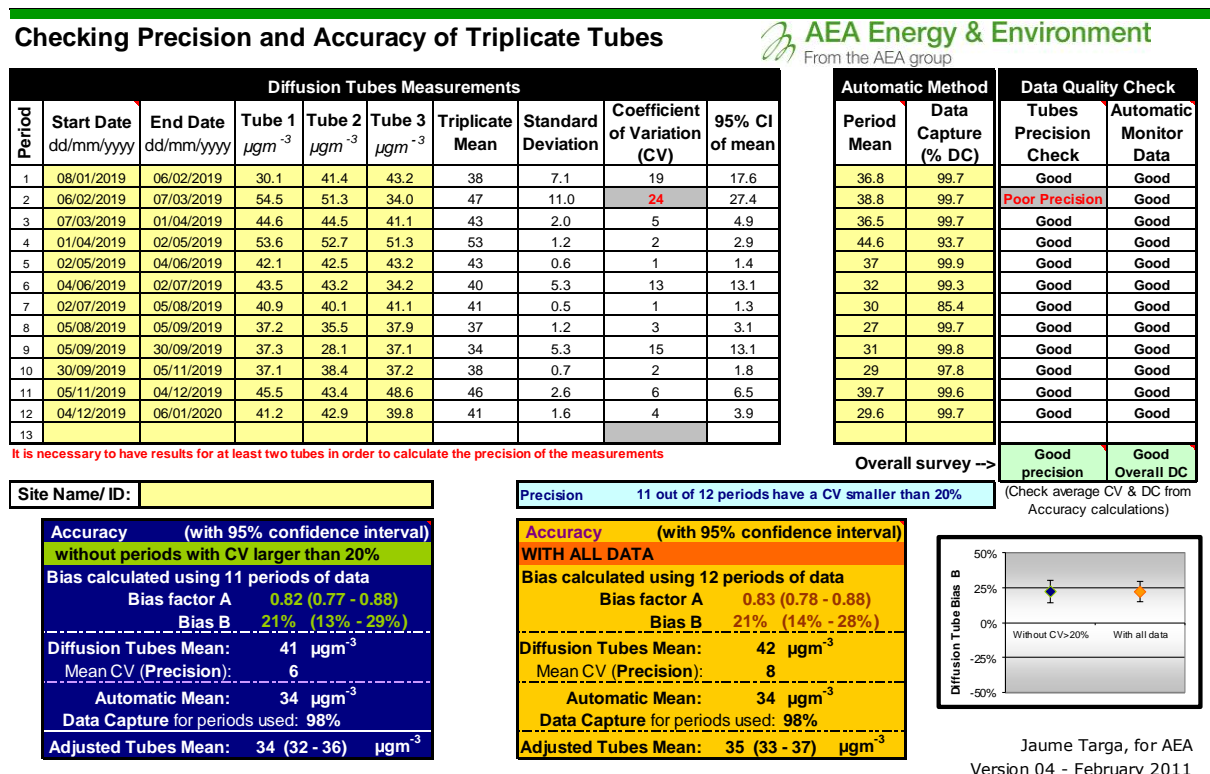 Checking Precision and Accuracy of Triplicate Tubes
AEA Energy & Environment
From the AEA group
Diffusion Tubes Measurements
Automatic Method
Data Quality Check
Period
Start Date dd/mm/yyyy
End Date dd/mm/yyyy
Tube 1 µgm-3
Tube 2 µgm-3
Tube 3 µgm-3
Triplicate Mean
Standard Deviation
Coefficient of Variation (CV)
95% CI of mean
Period Mean
Data Capture (% DC)
Tubes Precision Check
Automatic Monitor Data
1 08/01/2019 06/02/2019 30.1 41.4 43.2 38 7.1 19 17.6 36.8 99.7 Good Good
2 06/02/2019 07/03/2019 54.5 51.3 34.0 47 11.0 24 27.4 38.8 99.7 Poor Precision Good
3 07/03/2019 01/04/2019 44.6 44.5 41.1 43 2.0 5 4.9 36.5 99.7 Good Good
4 01/04/2019 02/05/2019 53.6 52.7 51.3 53 1.2 2 2.9 44.6 93.7 Good Good
5 02/05/2019 04/06/2019 42.1 42.5 43.2 43 0.6 1 1.4 37 99.9 Good Good
6 04/06/2019 02/07/2019 43.5 43.2 34.2 40 5.3 13 13.1 32 99.3 Good Good
7 02/07/2019 05/08/2019 40.9 40.1 41.1 41 0.5 1 1.3 30 85.4 Good Good
8 05/08/2019 05/09/2019 37.2 35.5 37.9 37 1.2 3 3.1 27 99.7 Good Good
9 05/09/2019 30/09/2019 37.3 28.1 37.1 34 5.3 15 13.1 31 99.8 Good Good
10 30/09/2019 05/11/2019 37.1 38.4 37.2 38 0.7 2 1.8 29 97.8 Good Good
11 05/11/2019 04/12/2019 45.5 43.4 48.6 46 2.6 6 6.5 39.7 99.6 Good Good
12 04/12/2019 06/01/2020 41.2 42.9 39.8 41 1.6 4 3.9 29.6 99.7 Good Good
13
It is necessary to have results for at least two tubes in order to calculate the precision of the measurements
Overall survey -->
Good precision
Good Overall DC
Site Name/ ID:
Precision 11 out of 12 periods have a CV smaller than 20%
(Check average CV & DC from
Accuracy calculations)
Accuracy (with 95% confidence interval)
without periods with CV larger than 20%
Bias calculated using 11 periods of data
Bias factor A 0.82 (0.77 - 0.88)
Bias B 21% (13% - 29%)
Diffusion Tubes Mean: 41 µgm-3
Mean CV (Precision): 6
Automatic Mean: 34 µgm-3
Data Capture for periods used: 98%
Adjusted Tubes Mean: 34 (32 - 36) µgm-3
Accuracy (with 95% confidence interval)
WITH ALL DATA
Bias calculated using 12 periods of data
Bias factor A 0.83 (0.78 - 0.88)
Bias B 21% (14% - 28%)
Diffusion Tubes Mean: 42 µgm-3
Mean CV (Precision): 8
Automatic Mean: 34 µgm-3
Data Capture for periods used: 98%
Adjusted Tubes Mean: 35 (33 - 37) µgm-3
Diffusion Tube Bias B
50%
25%
0%
-25%
-50%
Without CV>20%
With all data
Jaume Targa, for AEA
Version 04 - February 2011